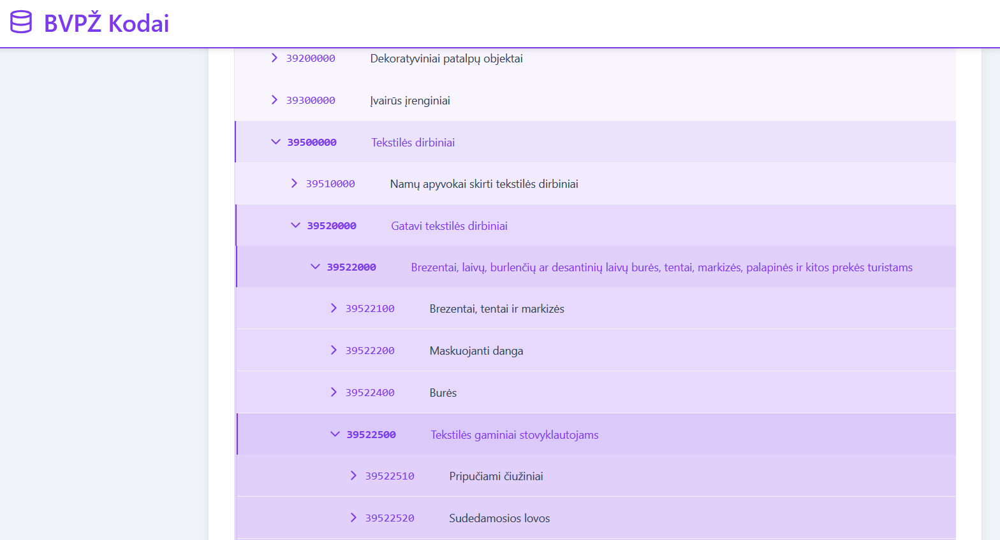 BVPŽ Kodai
39200000 Dekoratyviniai patalpų objektai
39300000 Įvairūs įrenginiai
39500000 Tekstilės dirbiniai
39510000 Namų apyvokai skirti tekstilės dirbiniai
39520000 Gatavi tekstilės dirbiniai
39522000 Brezentai, laivų, burlenčių ar desantinių laivų burės, tentai, markizės, palapinės ir kitos prekės turistams
39522100 Brezentai, tentai ir markizės
39522200 Maskuojanti danga
39522400 Burės
39522500 Tekstilės gaminiai stovyklautojams
39522510 Pripučiami čiužiniai
39522520 Sudedamosios lovos